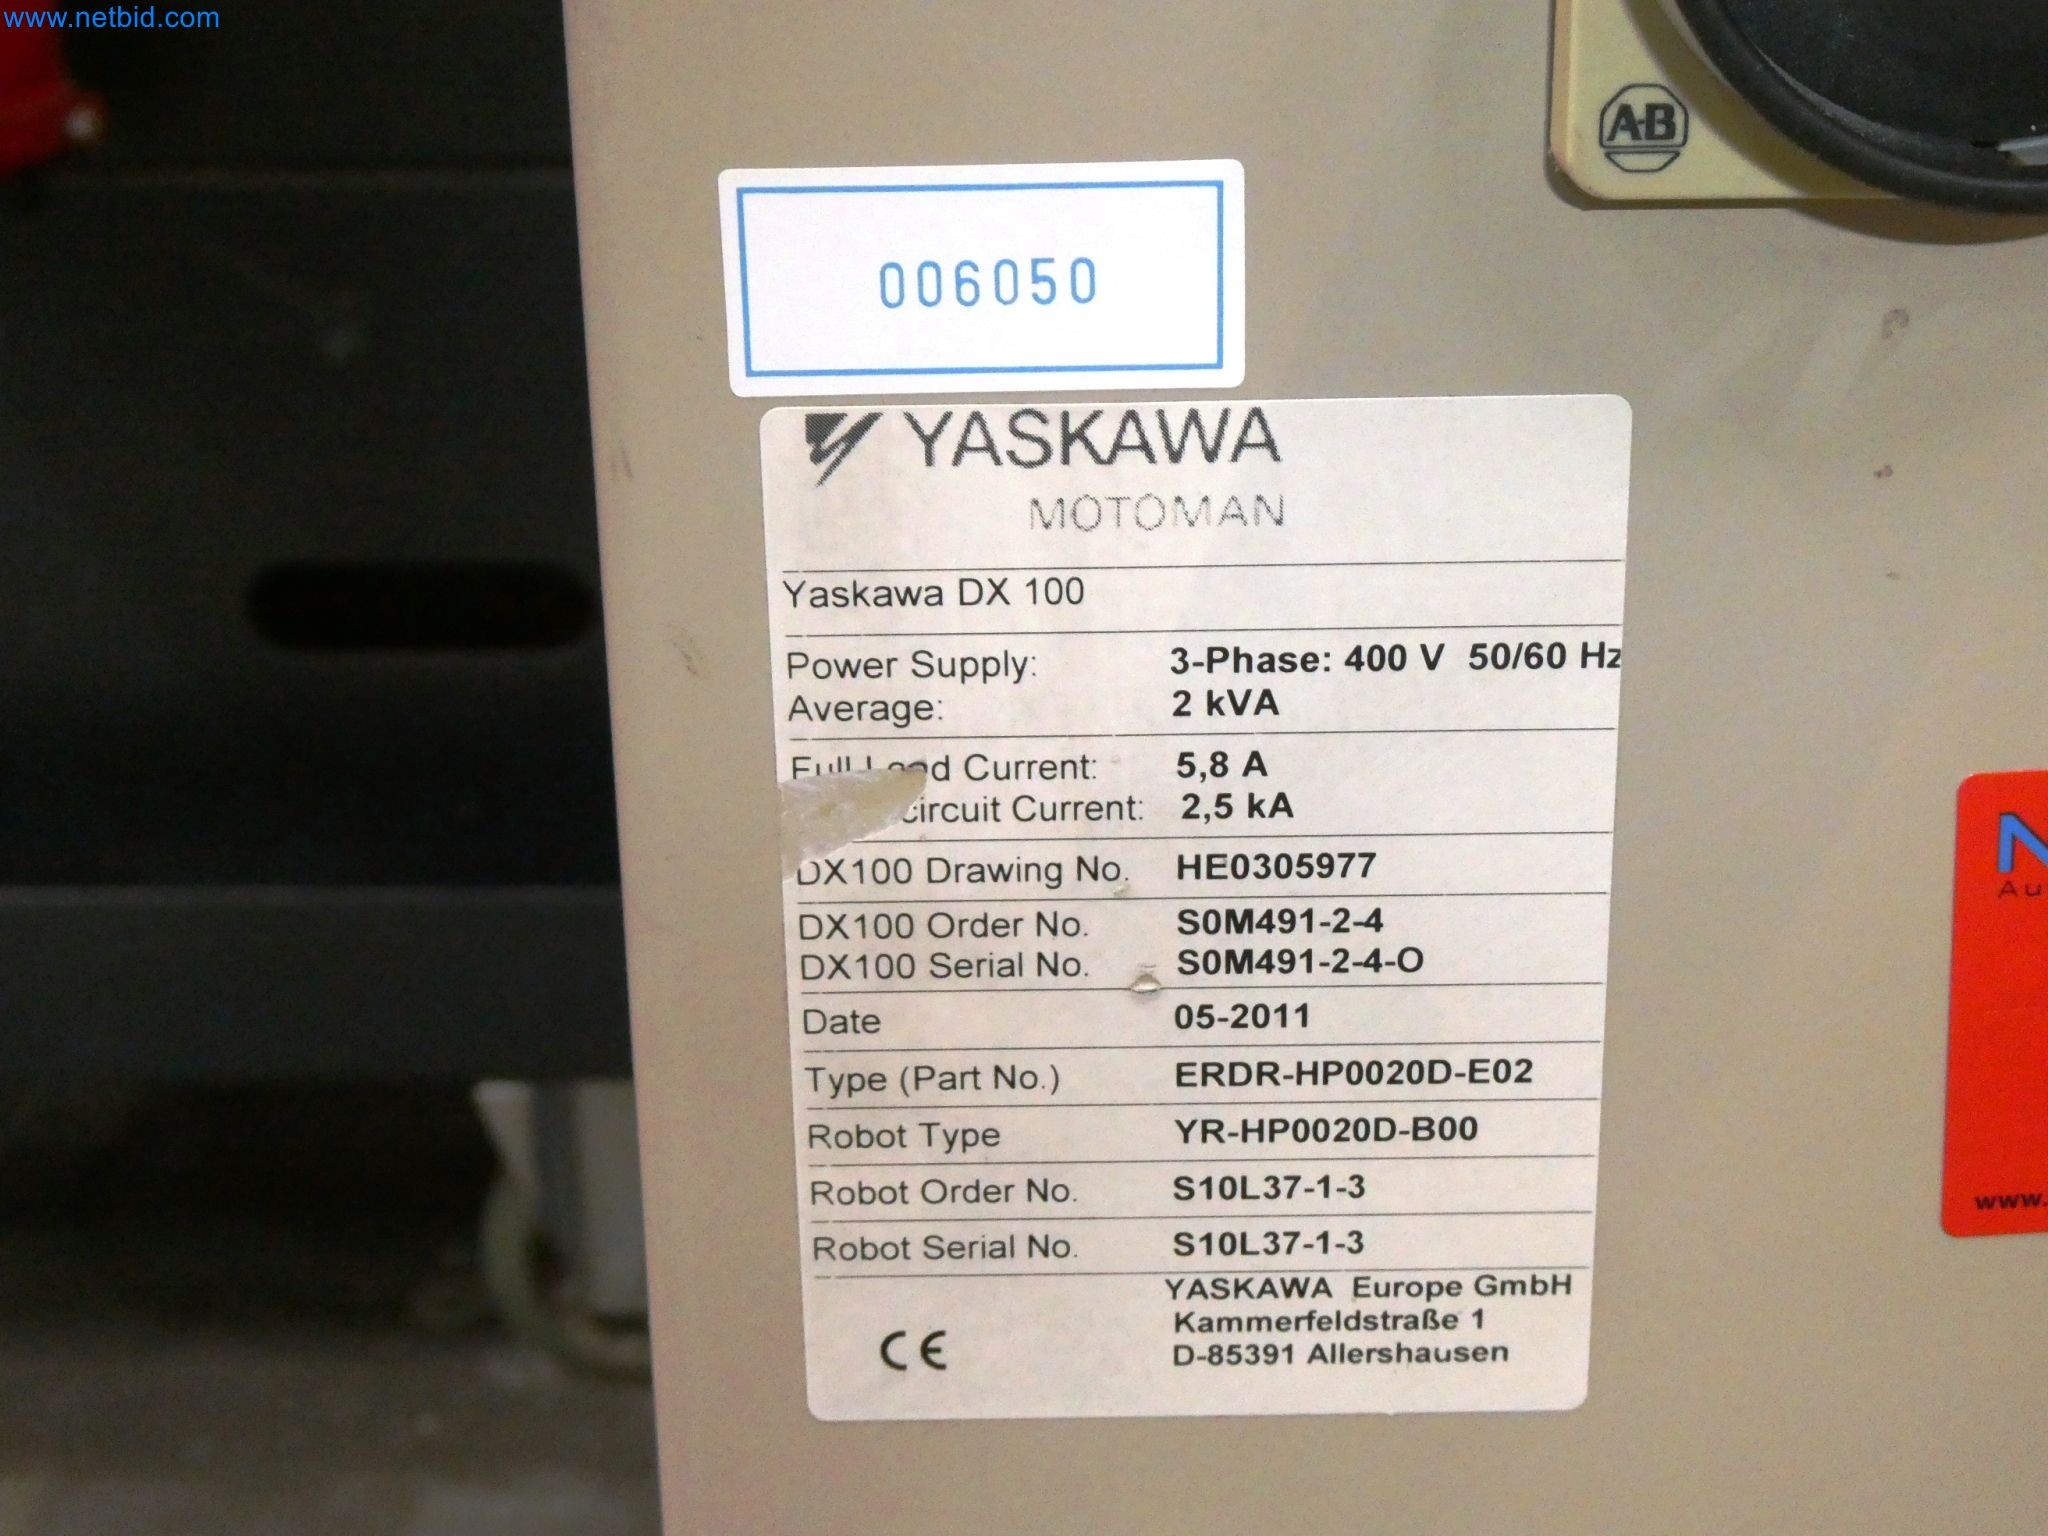 www.netbid.com
A-B
006050
YASKAWA
MOTOMAN
Yaskawa DX 100
Power Supply: 3-Phase: 400 V 50/60 Hz
Average: 2 kVA
Full Load Current: 5,8 A
circuit Current: 2,5 kA
DX100 Drawing No. HE0305977
DX100 Order No. S0M491-2-4
DX100 Serial No. S0M491-2-4-O
Date 05-2011
Type (Part No.) ERDR-HP0020D-E02
Robot Type YR-HP0020D-B00
Robot Order No. S10L37-1-3
Robot Serial No. S10L37-1-3
YASKAWA Europe GmbH
Kammerfeldstraße 1
D-85391 Allershausen
CE
www.